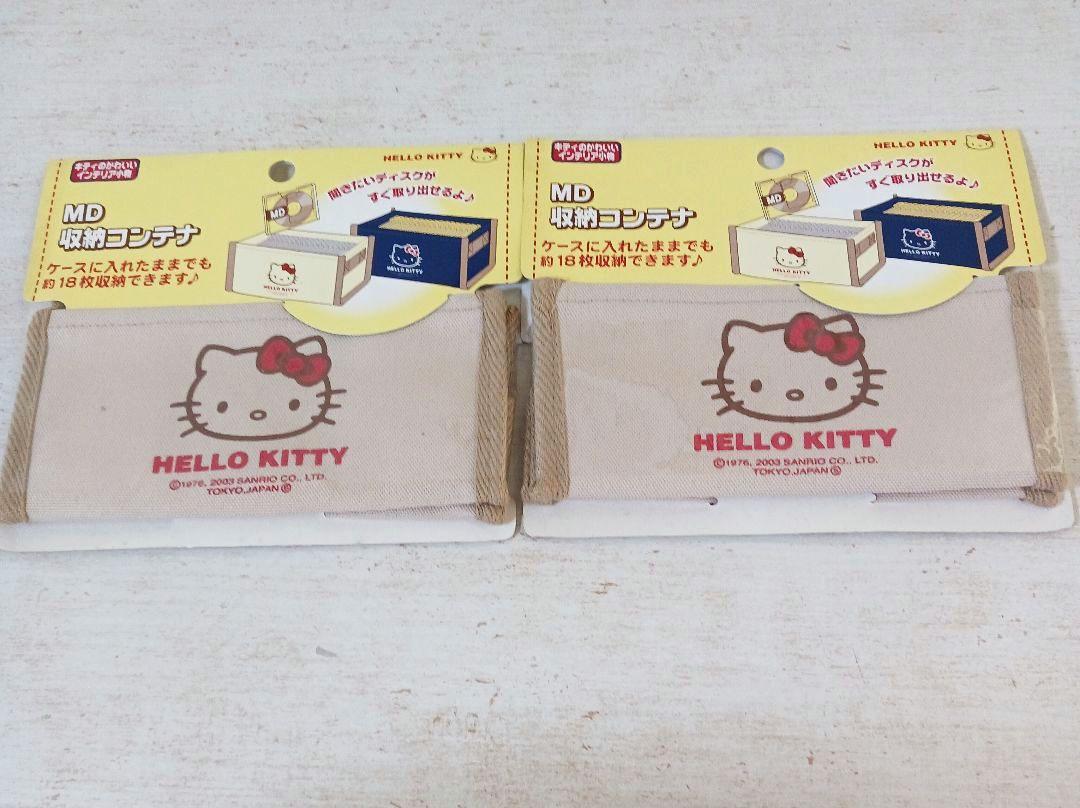 キティのかわいい
インテリア小物
HELLO KITTY
聞きたいディスクが
すぐ取り出せるよ♪
MD
収納コンテナ
ケースに入れたままでも
約18枚収納できます♪
MD
HELLO KITTY
HELLO KITTY
©1976, 2003 SANRIO CO., LTD.
TOKYO,JAPAN Ⓛ
キティのかわいい
インテリア小物
HELLO KITTY
聞きたいディスクが
すぐ取り出せるよ♪
MD
収納コンテナ
ケースに入れたままでも
約18枚収納できます♪
MD
HELLO KITTY
HELLO KITTY
©1976, 2003 SANRIO CO., LTD.
TOKYO,JAPAN Ⓛ